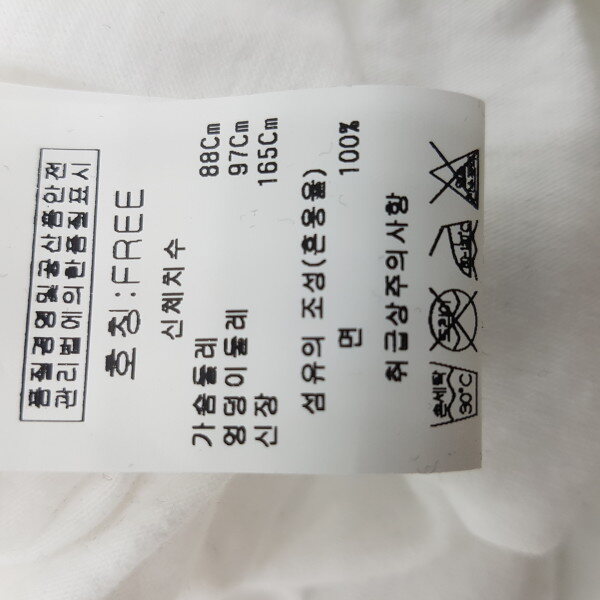 품질경영및공산품안전
관리법에의한품질표시
호칭:FREE
신체치수
가슴둘레 88Cm
엉덩이둘레 97Cm
신장 165Cm
섬유의 조성(혼용율)
면 100%
취급상주의사항
손세탁 30°C 드라이